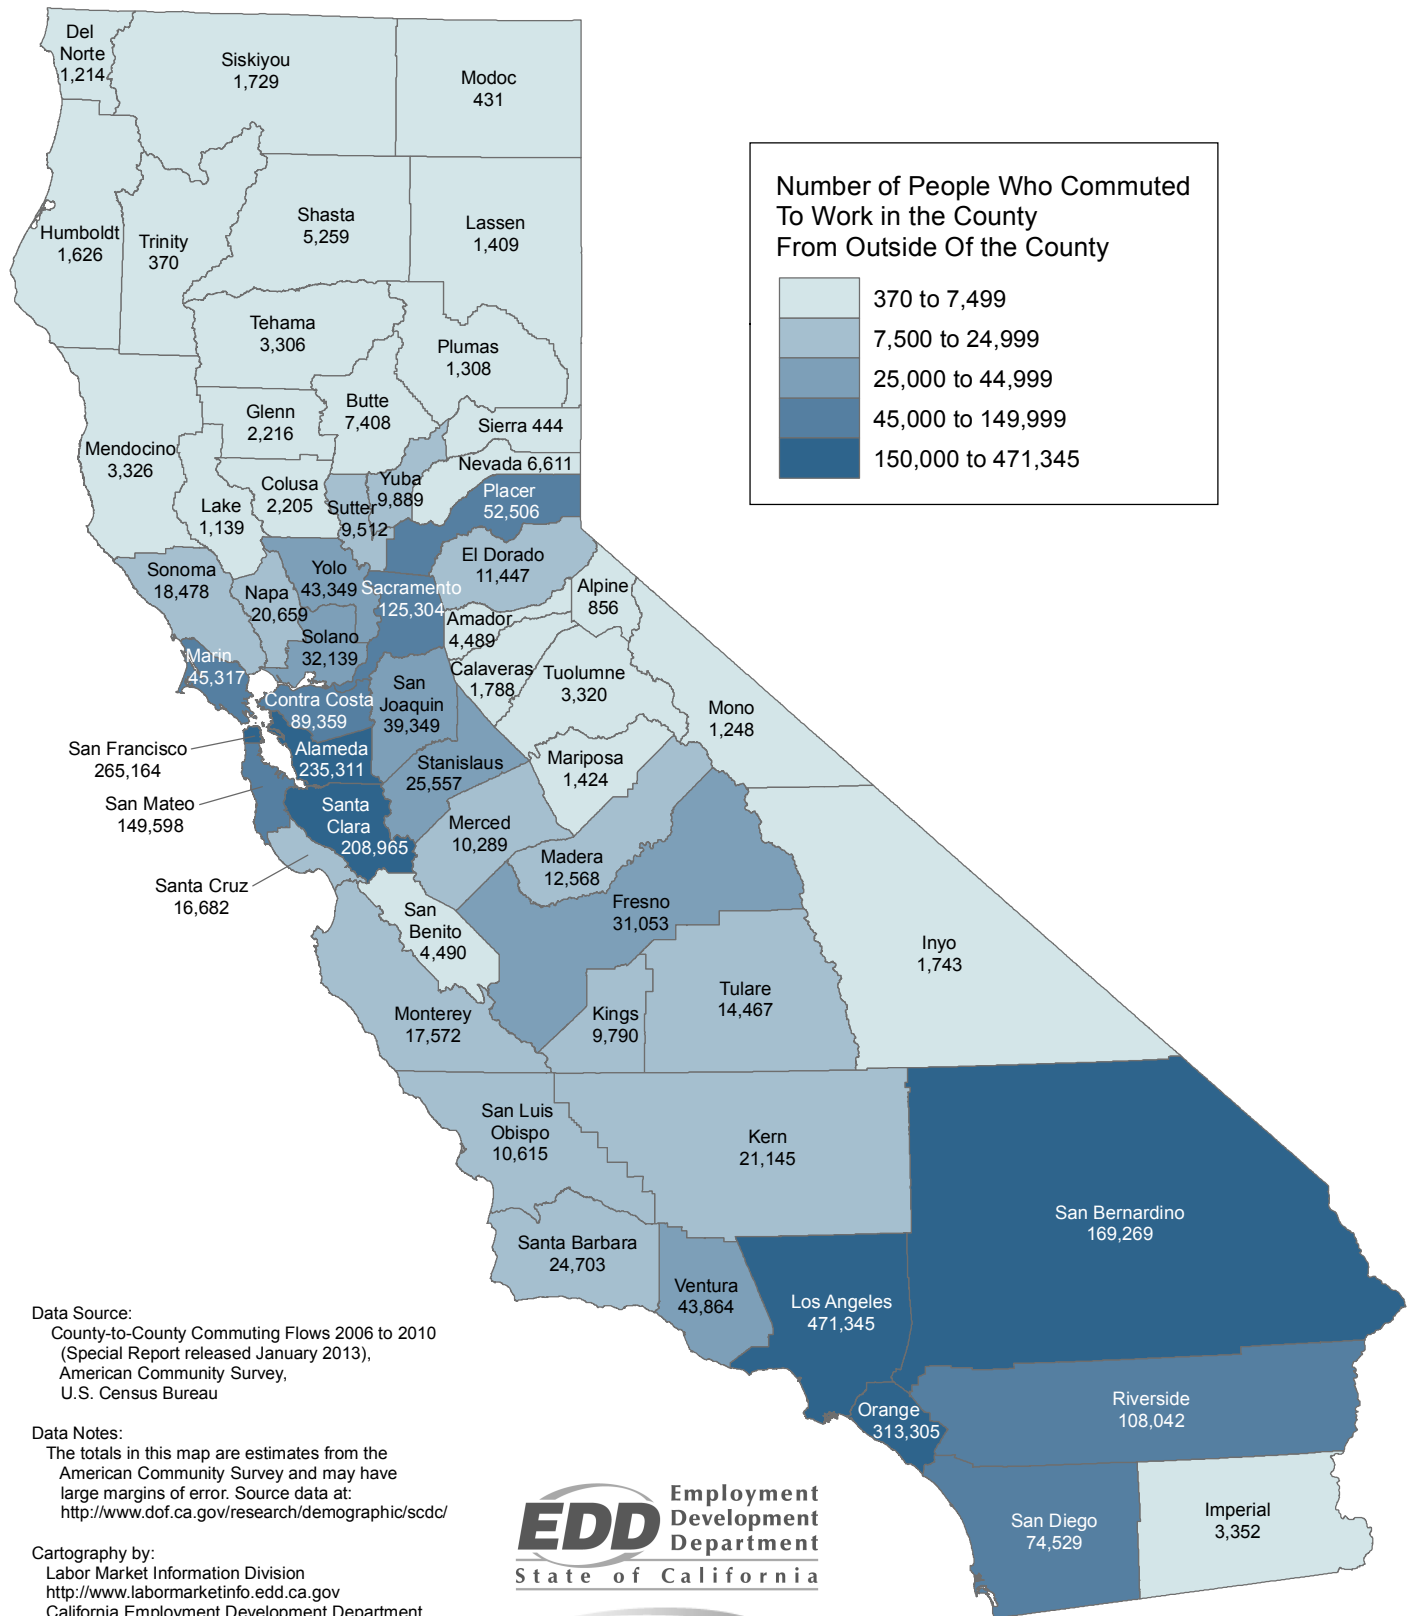 Del
Norte
1,214
Siskiyou
1,729
Modoc
431
Number of People Who Commuted
To Work in the County
From Outside Of the County
370 to 7,499
7,500 to 24,999
25,000 to 44,999
45,000 to 149,999
150,000 to 471,345
Humboldt
1,626
Trinity
370
Shasta
5,259
Lassen
1,409
Tehama
3,306
Plumas
1,308
Glenn
2,216
Butte
7,408
Sierra 444
Mendocino
3,326
Lake
1,139
Colusa
2,205
Sutter
9,512
Yuba
9,889
Nevada 6,611
Placer
52,506
El Dorado
11,447
Sonoma
18,478
Napa
20,659
Yolo
43,349
Sacramento
125,304
Alpine
856
Amador
4,489
Solano
32,139
Marin
45,317
Calaveras
1,788
Tuolumne
3,320
Mono
1,248
Contra Costa
89,359
San
Joaquin
39,349
San Francisco
265,164
Alameda
235,311
Stanislaus
25,557
Mariposa
1,424
San Mateo
149,598
Santa
Clara
208,965
Merced
10,289
Madera
12,568
Santa Cruz
16,682
Fresno
31,053
San
Benito
4,490
Inyo
1,743
Monterey
17,572
Kings
9,790
Tulare
14,467
San Luis
Obispo
10,615
Kern
21,145
San Bernardino
169,269
Santa Barbara
24,703
Ventura
43,864
Los Angeles
471,345
Orange
313,305
Riverside
108,042
San Diego
74,529
Imperial
3,352
Data Source:
County-to-County Commuting Flows 2006 to 2010
(Special Report released January 2013),
American Community Survey,
U.S. Census Bureau
Data Notes:
The totals in this map are estimates from the
American Community Survey and may have
large margins of error. Source data at:
http://www.dof.ca.gov/research/demographic/scdc/
Cartography by:
Labor Market Information Division
http://www.labormarketinfo.edd.ca.gov
California Employment Development Department
EDD
Employment
Development
Department
State of California